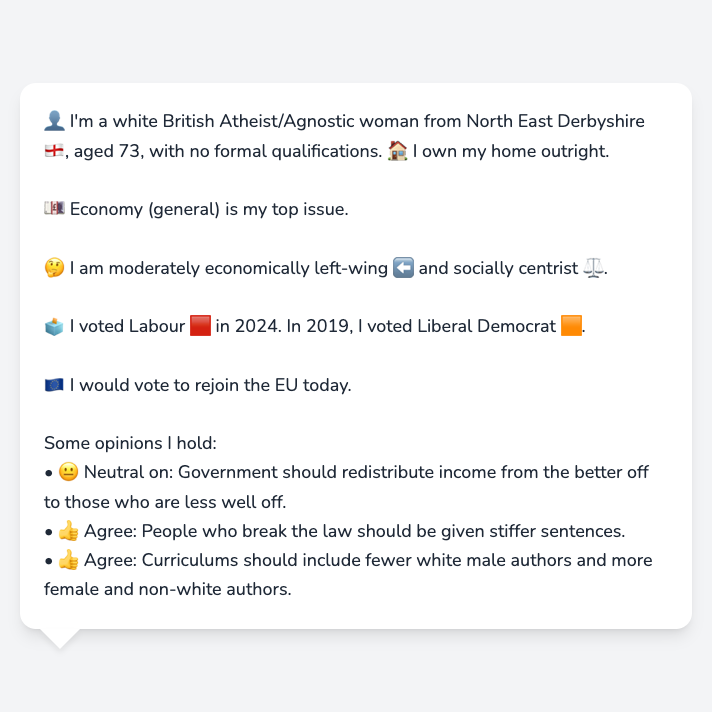 👤 I'm a white British Atheist/Agnostic woman from North East Derbyshire
🏴󠁧󠁢󠁥󠁮󠁧󠁿, aged 73, with no formal qualifications. 🏠 I own my home outright.
💷 Economy (general) is my top issue.
🤔 I am moderately economically left-wing ⬅️ and socially centrist ⚖️.
🗳️ I voted Labour 🟥 in 2024. In 2019, I voted Liberal Democrat 🟧.
🇪🇺 I would vote to rejoin the EU today.
Some opinions I hold:
• 😐 Neutral on: Government should redistribute income from the better off
to those who are less well off.
• 👍 Agree: People who break the law should be given stiffer sentences.
• 👍 Agree: Curriculums should include fewer white male authors and more
female and non-white authors.